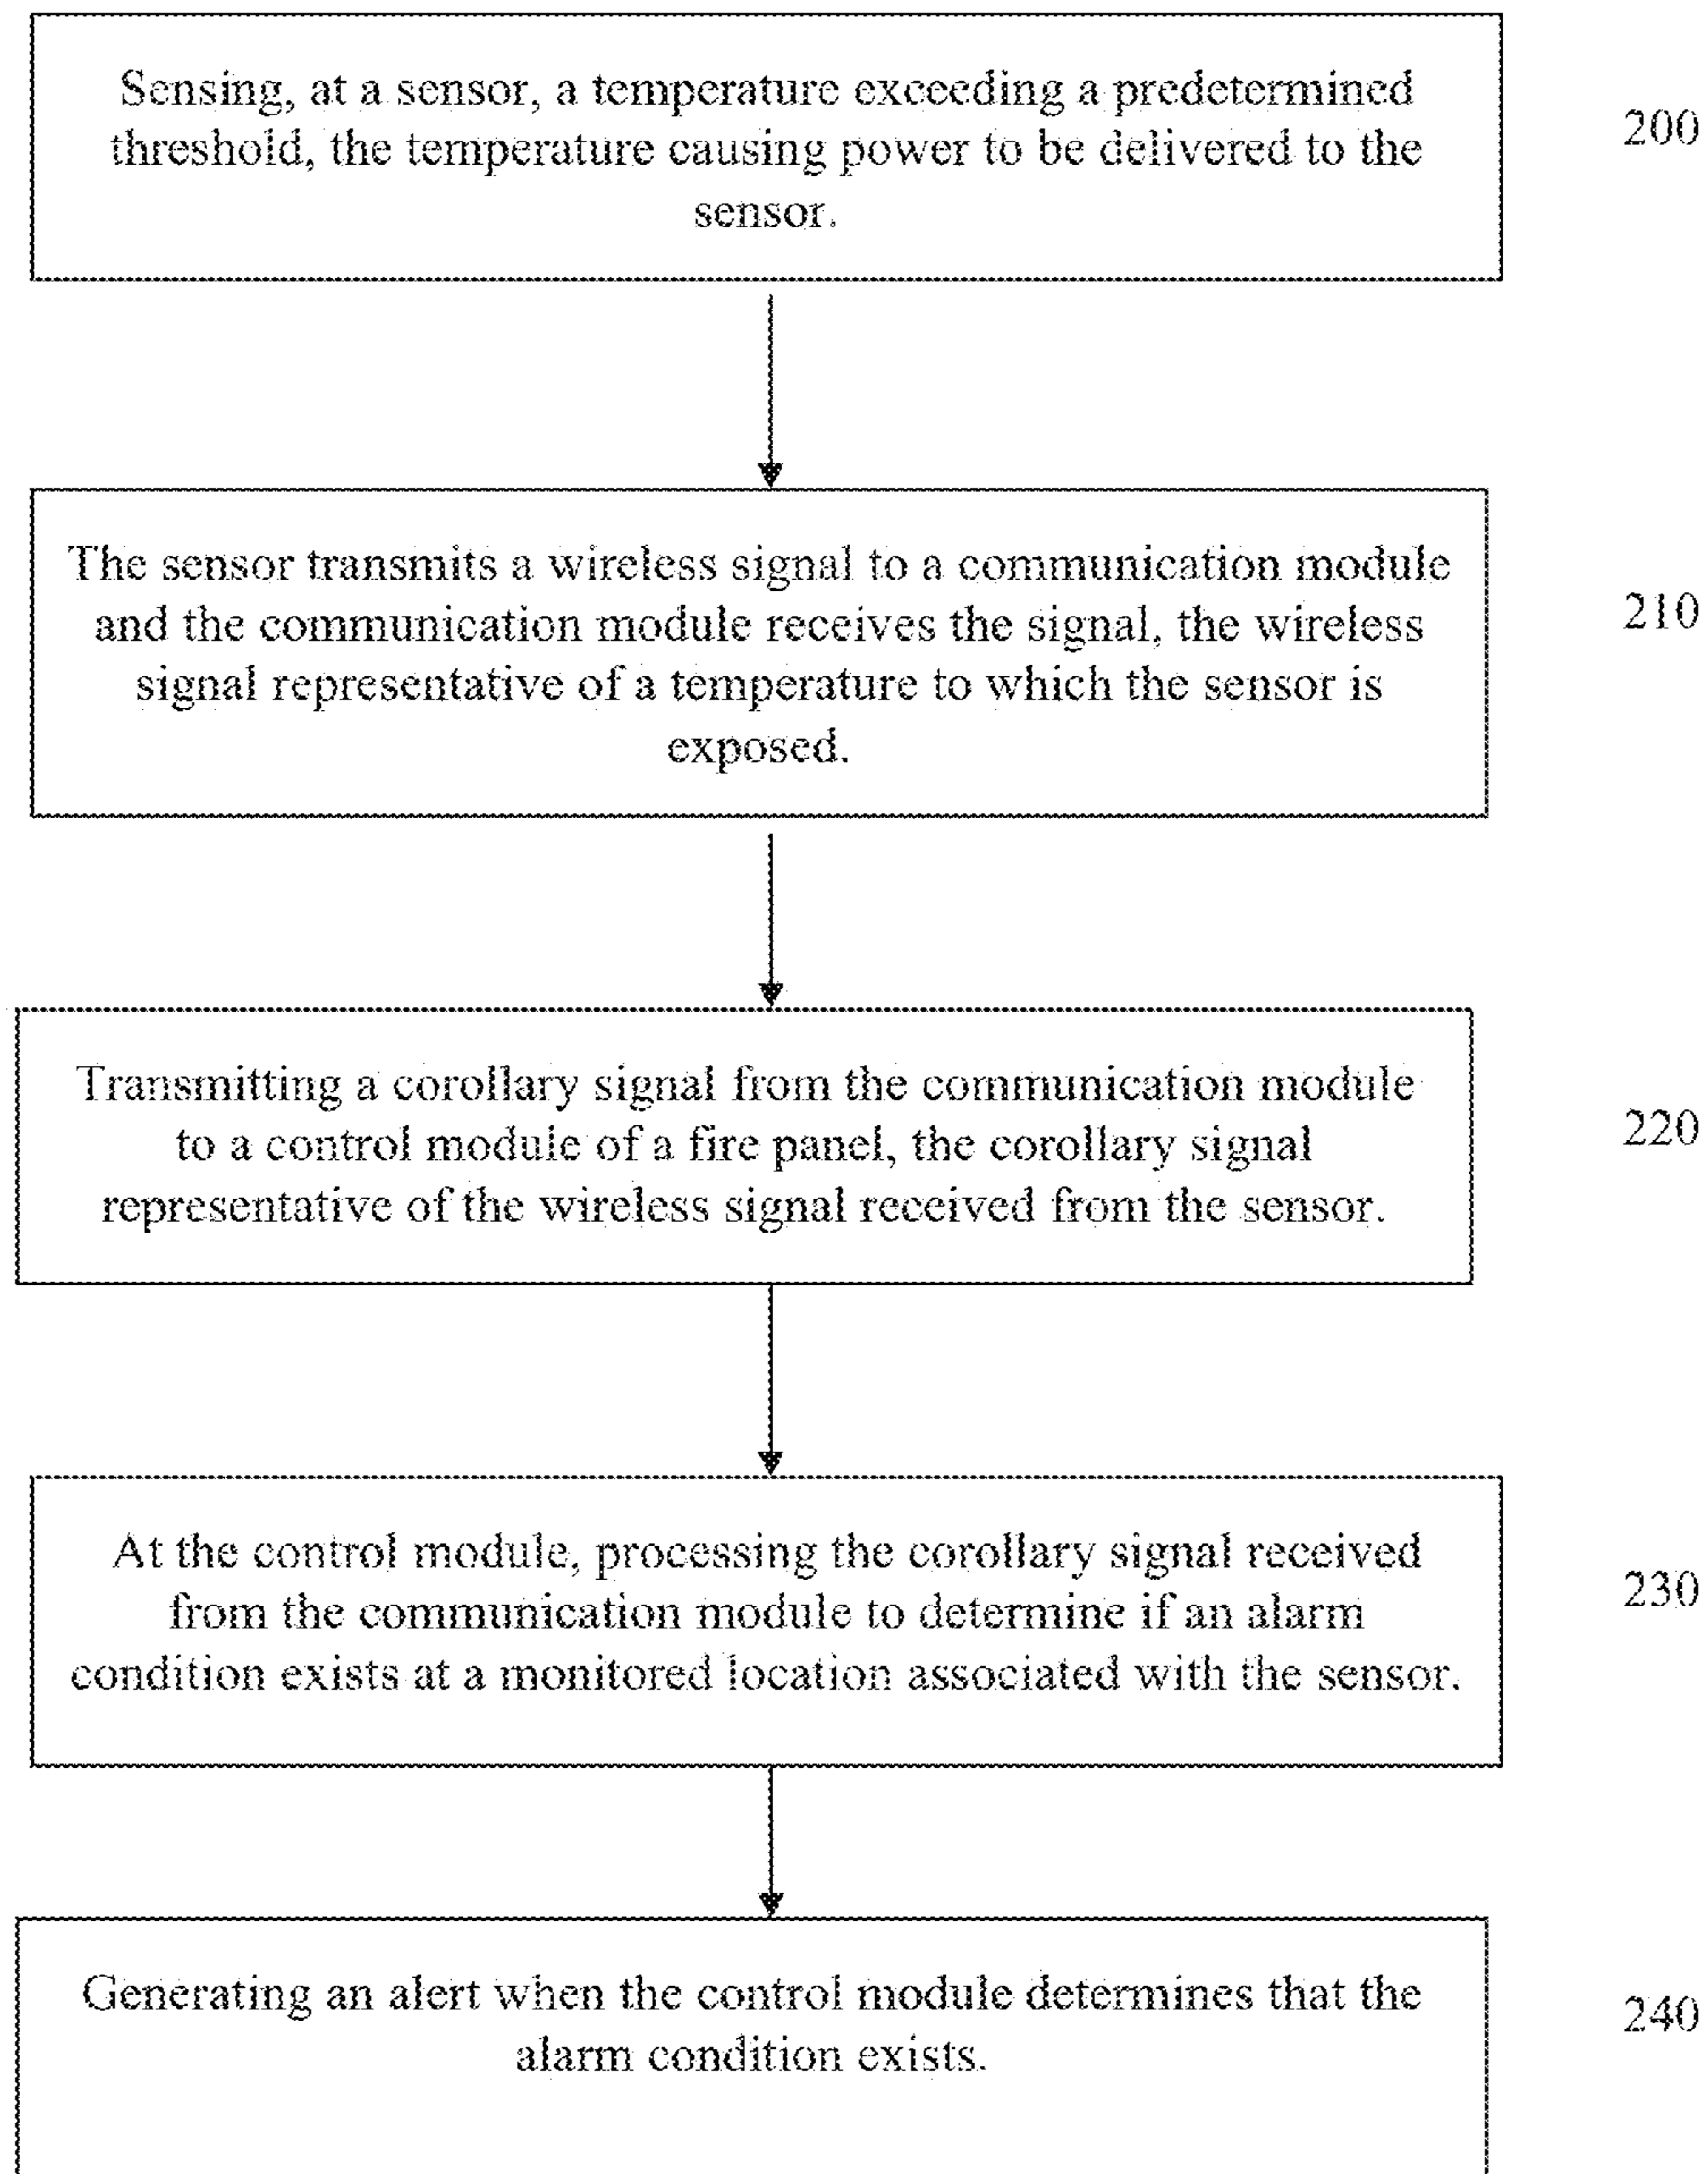 Sensing, at a sensor, a temperature exceeding a predetermined
threshold, the temperature causing power to be delivered to the
sensor.
200
The sensor transmits a wireless signal to a communication module
and the communication module receives the signal, the wireless
signal representative of a temperature to which the sensor is
exposed.
210
Transmitting a corollary signal from the communication module
to a control module of a fire panel, the corollary signal
representative of the wireless signal received from the sensor.
220
At the control module, processing the corollary signal received
from the communication module to determine if an alarm
condition exists at a monitored location associated with the sensor.
230
Generating an alert when the control module determines that the
alarm condition exists.
240